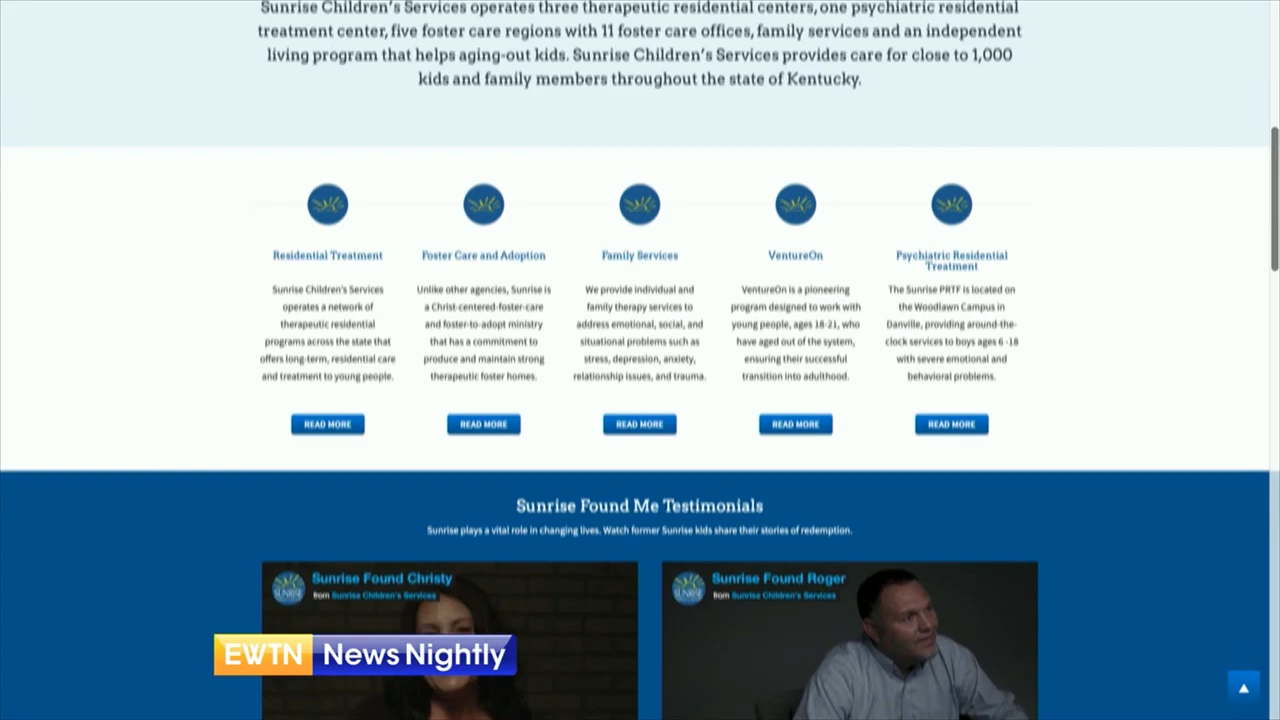 Sunrise Children's Services operates three therapeutic residential centers, one psychiatric residential
treatment center, five foster care regions with 11 foster care offices, family services and an independent
living program that helps aging-out kids. Sunrise Children's Services provides care for close to 1,000
kids and family members throughout the state of Kentucky.
Residential Treatment
Sunrise Children's Services
operates a network of
therapeutic residential
programs across the state that
offers long-term, residential care
and treatment to young people.
READ MORE
Foster Care and Adoption
Unlike other agencies, Sunrise is
a Christ-centered-foster-care
and foster-to-adopt ministry
that has a commitment to
produce and maintain strong
therapeutic foster homes.
READ MORE
Family Services
We provide individual and
family therapy services to
address emotional, social, and
situational problems such as
stress, depression, anxiety,
relationship issues, and trauma.
READ MORE
VentureOn
VentureOn is a pioneering
program designed to work with
young people, ages 18-21, who
have aged out of the system,
ensuring their successful
transition into adulthood.
READ MORE
Psychiatric Residential
Treatment
The Sunrise PRTF is located on
the Woodlawn Campus in
Danville, providing around-the-
clock services to boys ages 6 -18
with severe emotional and
behavioral problems.
READ MORE
Sunrise Found Me Testimonials
Sunrise plays a vital role in changing lives. Watch former Sunrise kids share their stories of redemption.
SUNRISE
Sunrise Found Christy
from Sunrise Children's Services
SUNRISE
Sunrise Found Roger
from Sunrise Children's Services
EWTN News Nightly